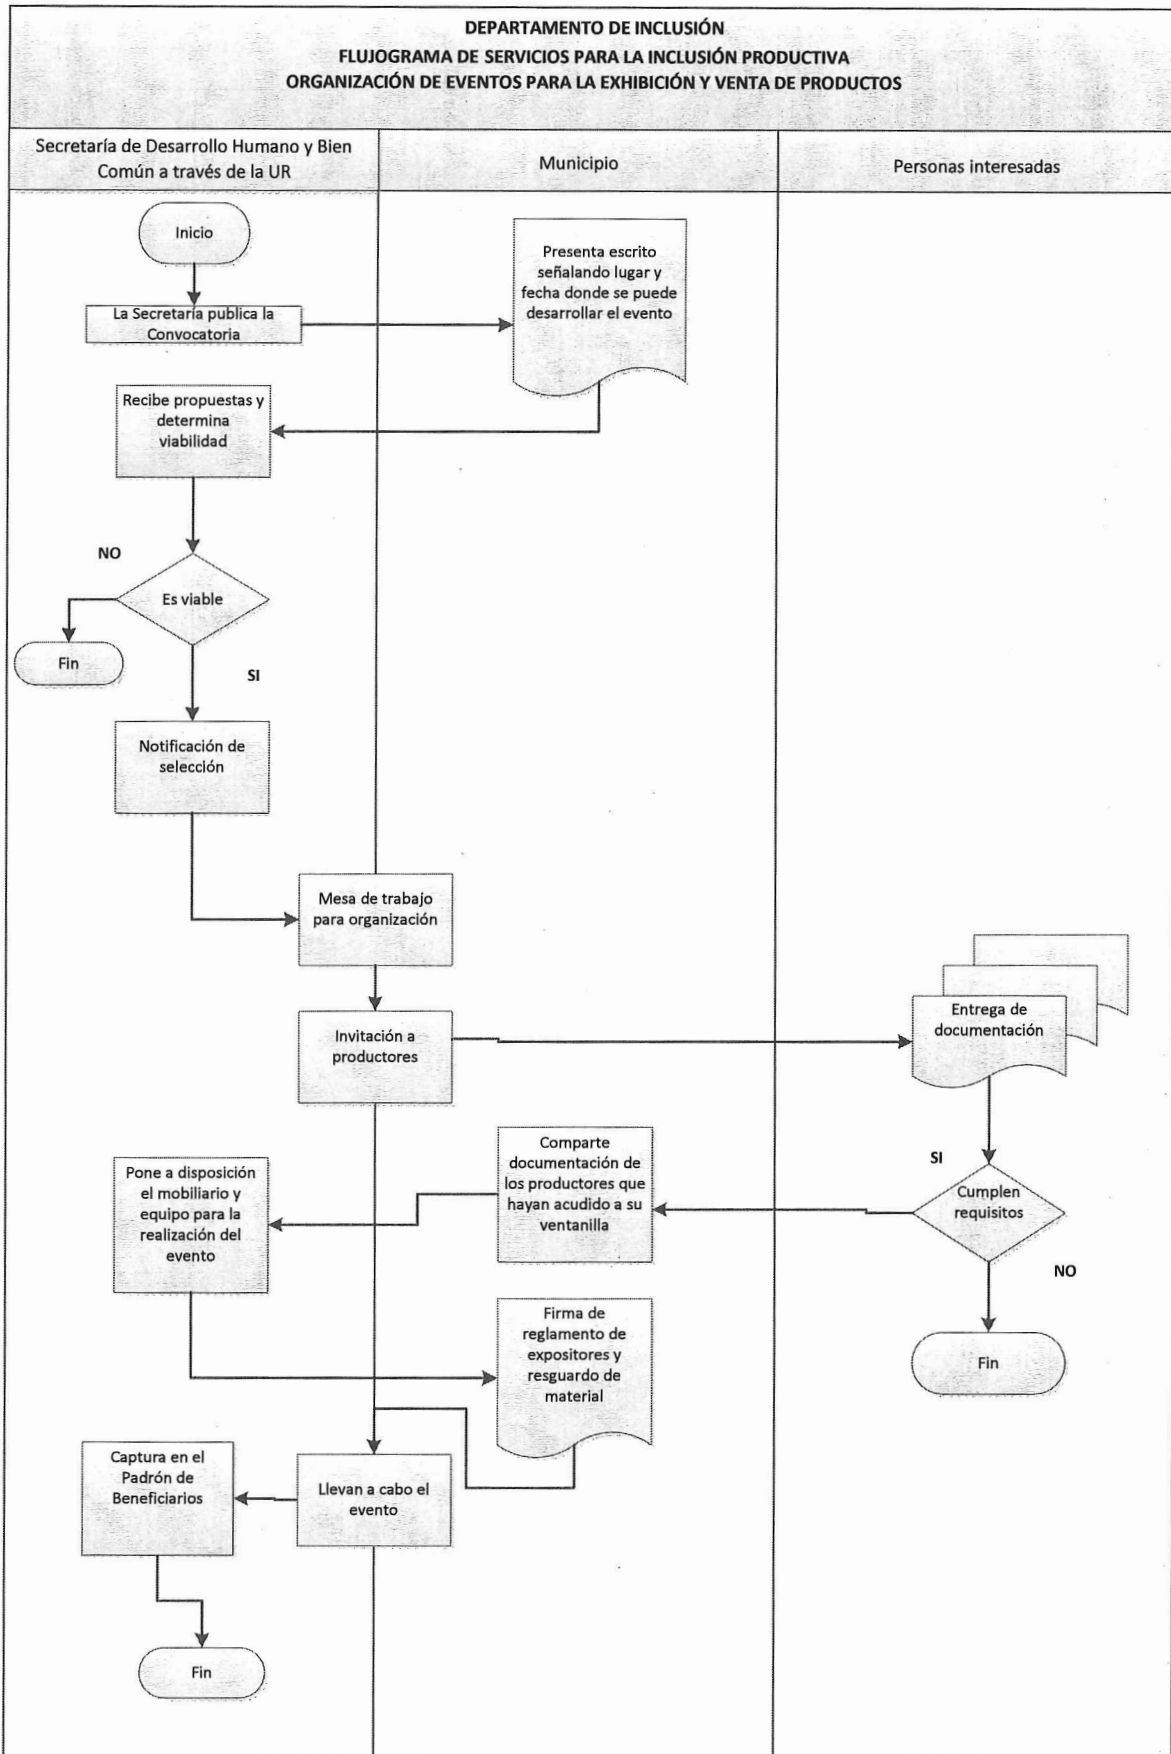 DEPARTAMENTO DE INCLUSIÓN
FLUJOGRAMA DE SERVICIOS PARA LA INCLUSIÓN PRODUCTIVA
ORGANIZACIÓN DE EVENTOS PARA LA EXHIBICIÓN Y VENTA DE PRODUCTOS
Secretaría de Desarrollo Humano y Bien
Común a través de la UR
Municipio
Personas interesadas
Inicio
La Secretaría publica la
Convocatoria
Presenta escrito
señalando lugar y
fecha donde se puede
desarrollar el evento
Recibe propuestas y
determina
viabilidad
NO
Es viable
Fin
SI
Notificación de
selección
Mesa de trabajo
para organización
Invitación a
productores
Entrega de
documentación
SI
Cumplen
requisitos
NO
Fin
Comparte
documentación de
los productores que
hayan acudido a su
ventanilla
Pone a disposición
el mobiliario y
equipo para la
realización del
evento
Firma de
reglamento de
expositores y
resguardo de
material
Llevan a cabo el
evento
Captura en el
Padrón de
Beneficiarios
Fin